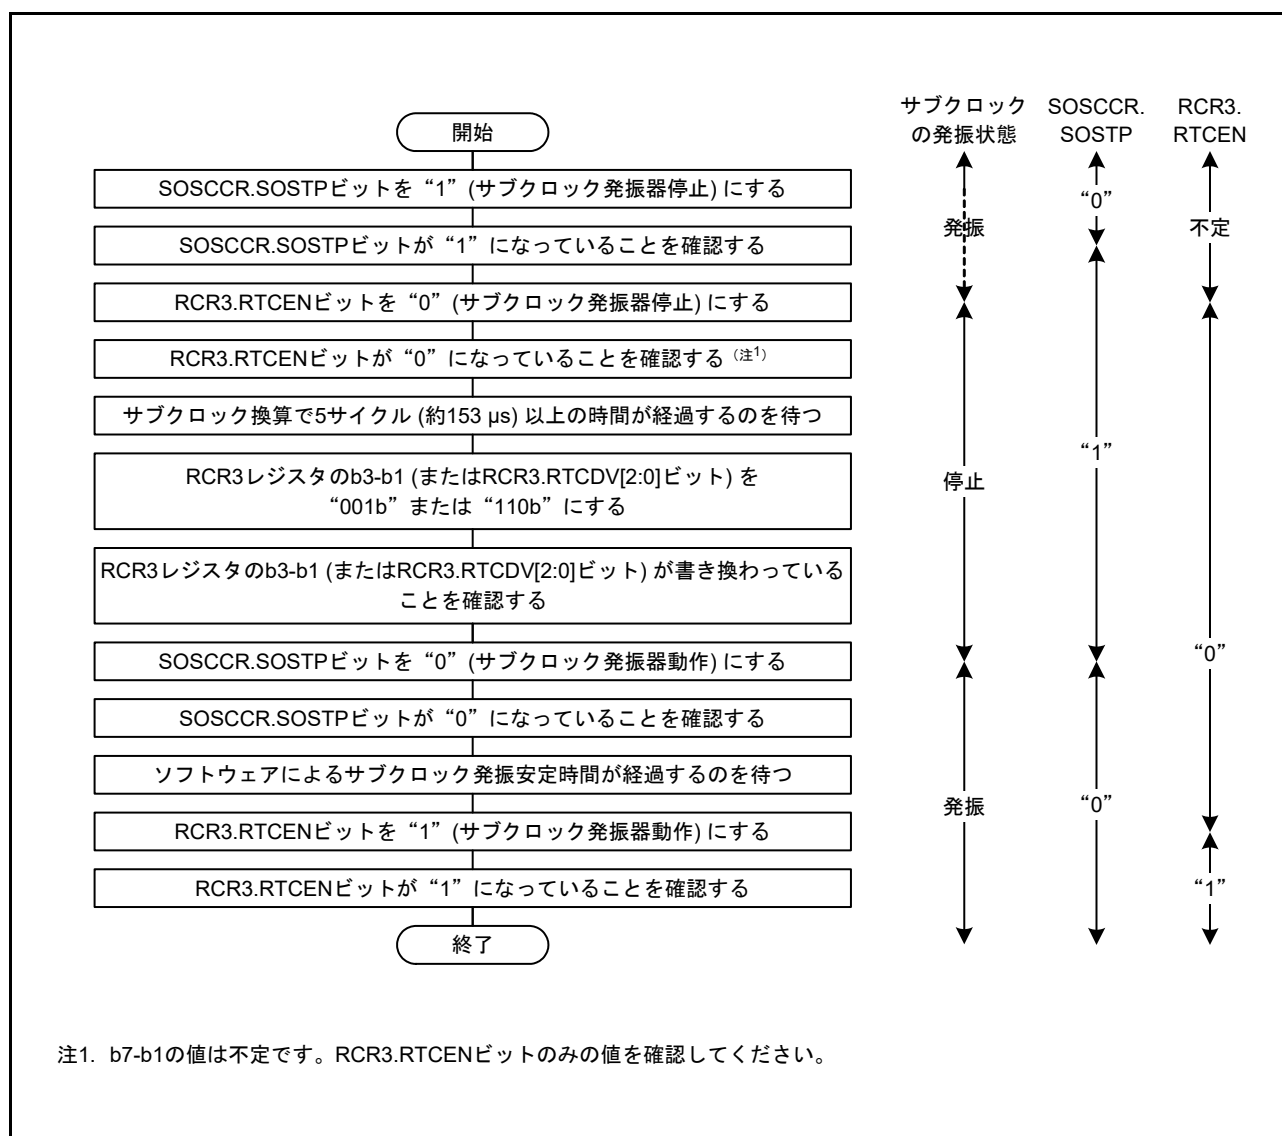 開始
SOSCCR.SOSTPビットを“1”(サブクロック発振器停止) にする
SOSCCR.SOSTPビットが“1”になっていることを確認する
RCR3.RTCENビットを“0”(サブクロック発振器停止) にする
RCR3.RTCENビットが“0”になっていることを確認する (注1)
サブクロック換算で5サイクル (約153 µs) 以上の時間が経過するのを待つ
RCR3レジスタのb3-b1 (またはRCR3.RTCDV[2:0]ビット) を
“001b”または“110b”にする
RCR3レジスタのb3-b1 (またはRCR3.RTCDV[2:0]ビット) が書き換わっている
ことを確認する
SOSCCR.SOSTPビットを“0”(サブクロック発振器動作) にする
SOSCCR.SOSTPビットが“0”になっていることを確認する
ソフトウェアによるサブクロック発振安定時間が経過するのを待つ
RCR3.RTCENビットを“1”(サブクロック発振器動作) にする
RCR3.RTCENビットが“1”になっていることを確認する
終了
サブクロック
の発振状態
発振
停止
発振
SOSCCR.
SOSTP
“0”
“1”
“0”
RCR3.
RTCEN
不定
“0”
“1”
注1. b7-b1の値は不定です。RCR3.RTCENビットのみの値を確認してください。